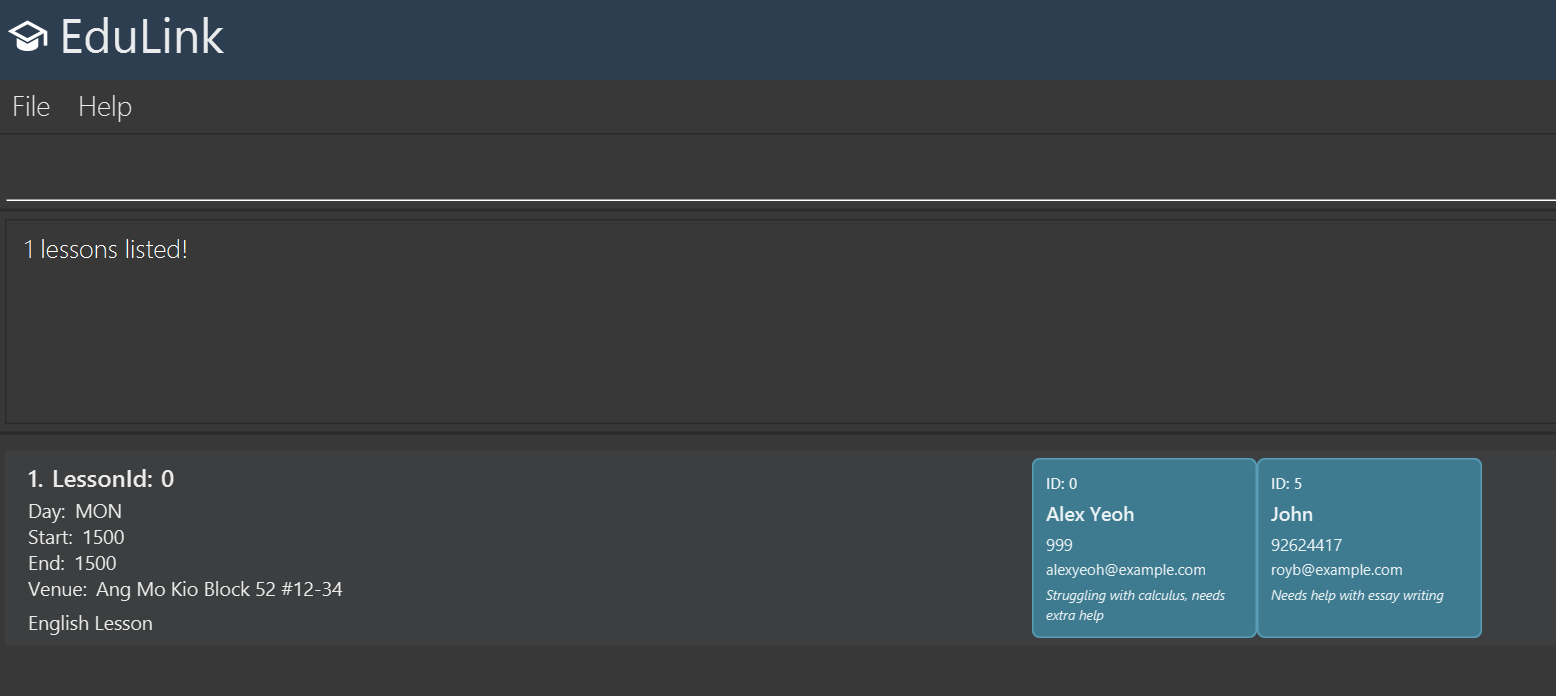 EduLink
File Help
1 lessons listed!
1. LessonId: 0
Day: MON
Start: 1500
End: 1500
Venue: Ang Mo Kio Block 52 #12-34
English Lesson
ID: 0
Alex Yeoh
999
alexyeoh@example.com
Struggling with calculus, needs
extra help
ID: 5
John
92624417
royb@example.com
Needs help with essay writing